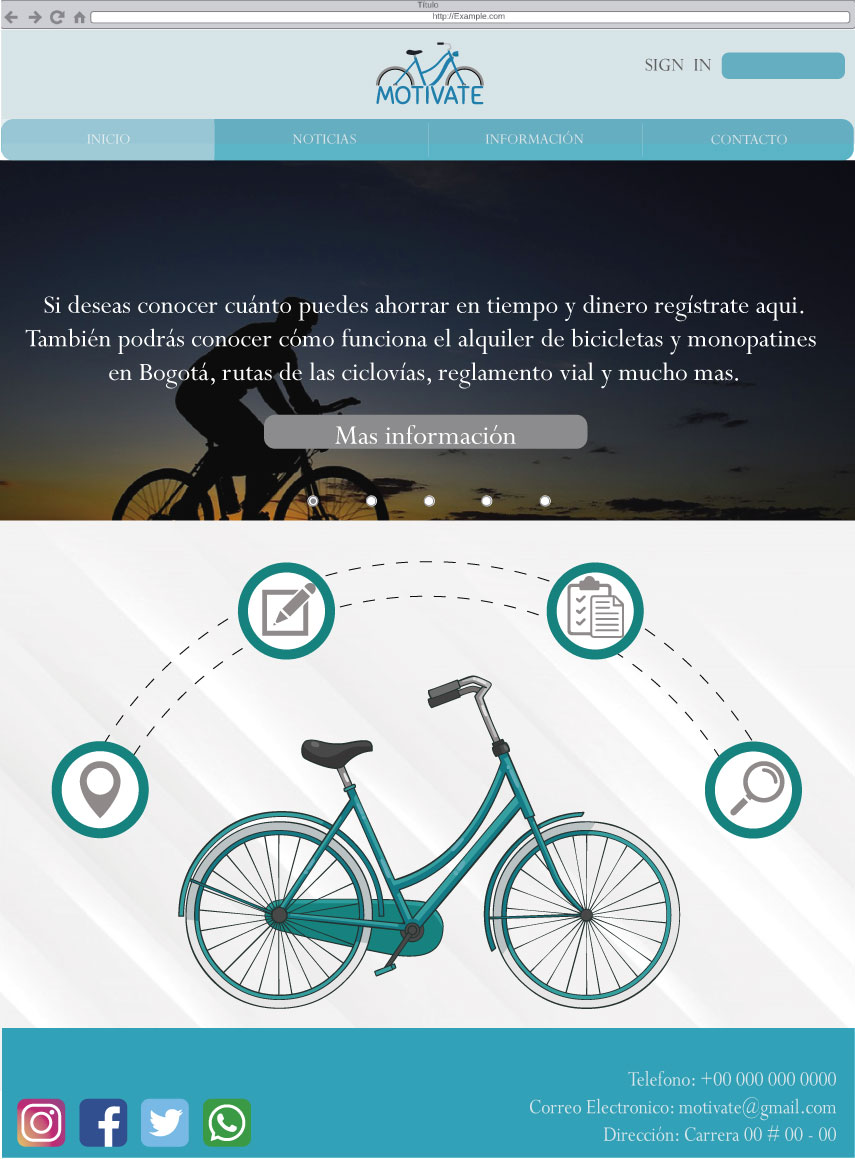 Título
http://Example.com
MOTIVATE
SIGN IN
INICIO
NOTICIAS
INFORMACIÓN
CONTACTO
Si deseas conocer cuánto puedes ahorrar en tiempo y dinero regístrate aqui.
También podrás conocer cómo funciona el alquiler de bicicletas y monopatines
en Bogotá, rutas de las ciclovías, reglamento vial y mucho mas.
Mas información
Telefono: +00 000 000 0000
Correo Electronico: motivate@gmail.com
Dirección: Carrera 00 # 00 - 00